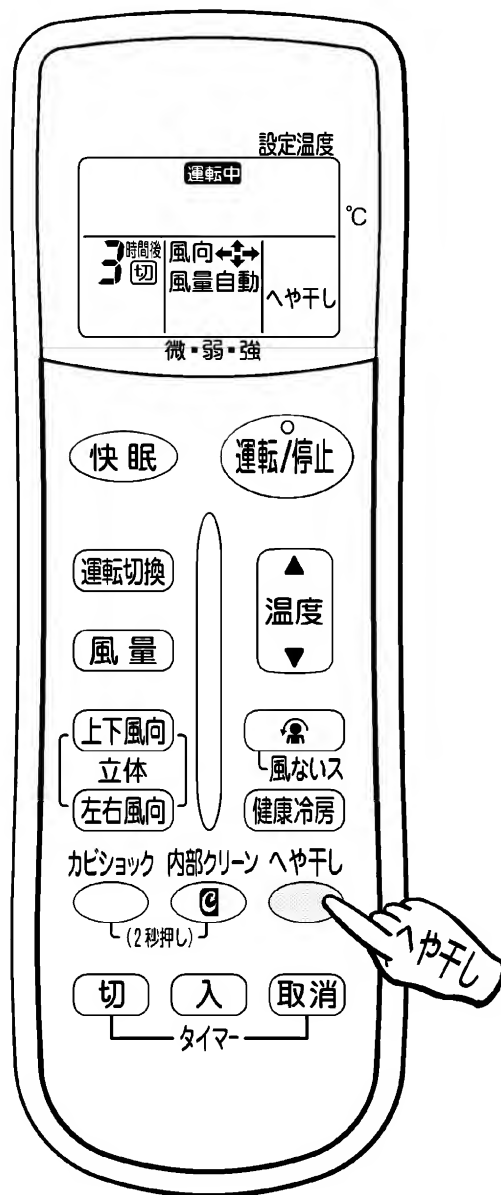 設定温度
運転中
℃
3時間後 切
風向
風量自動
へや干し
微・弱・強
快眠
運転/停止
運転切換
▲
温度
▼
風量
上下風向
立体
左右風向
風ないス
健康冷房
カビショック 内部クリーン へや干し
C
(2秒押し)
へや干し
切 入 取消
タイマー